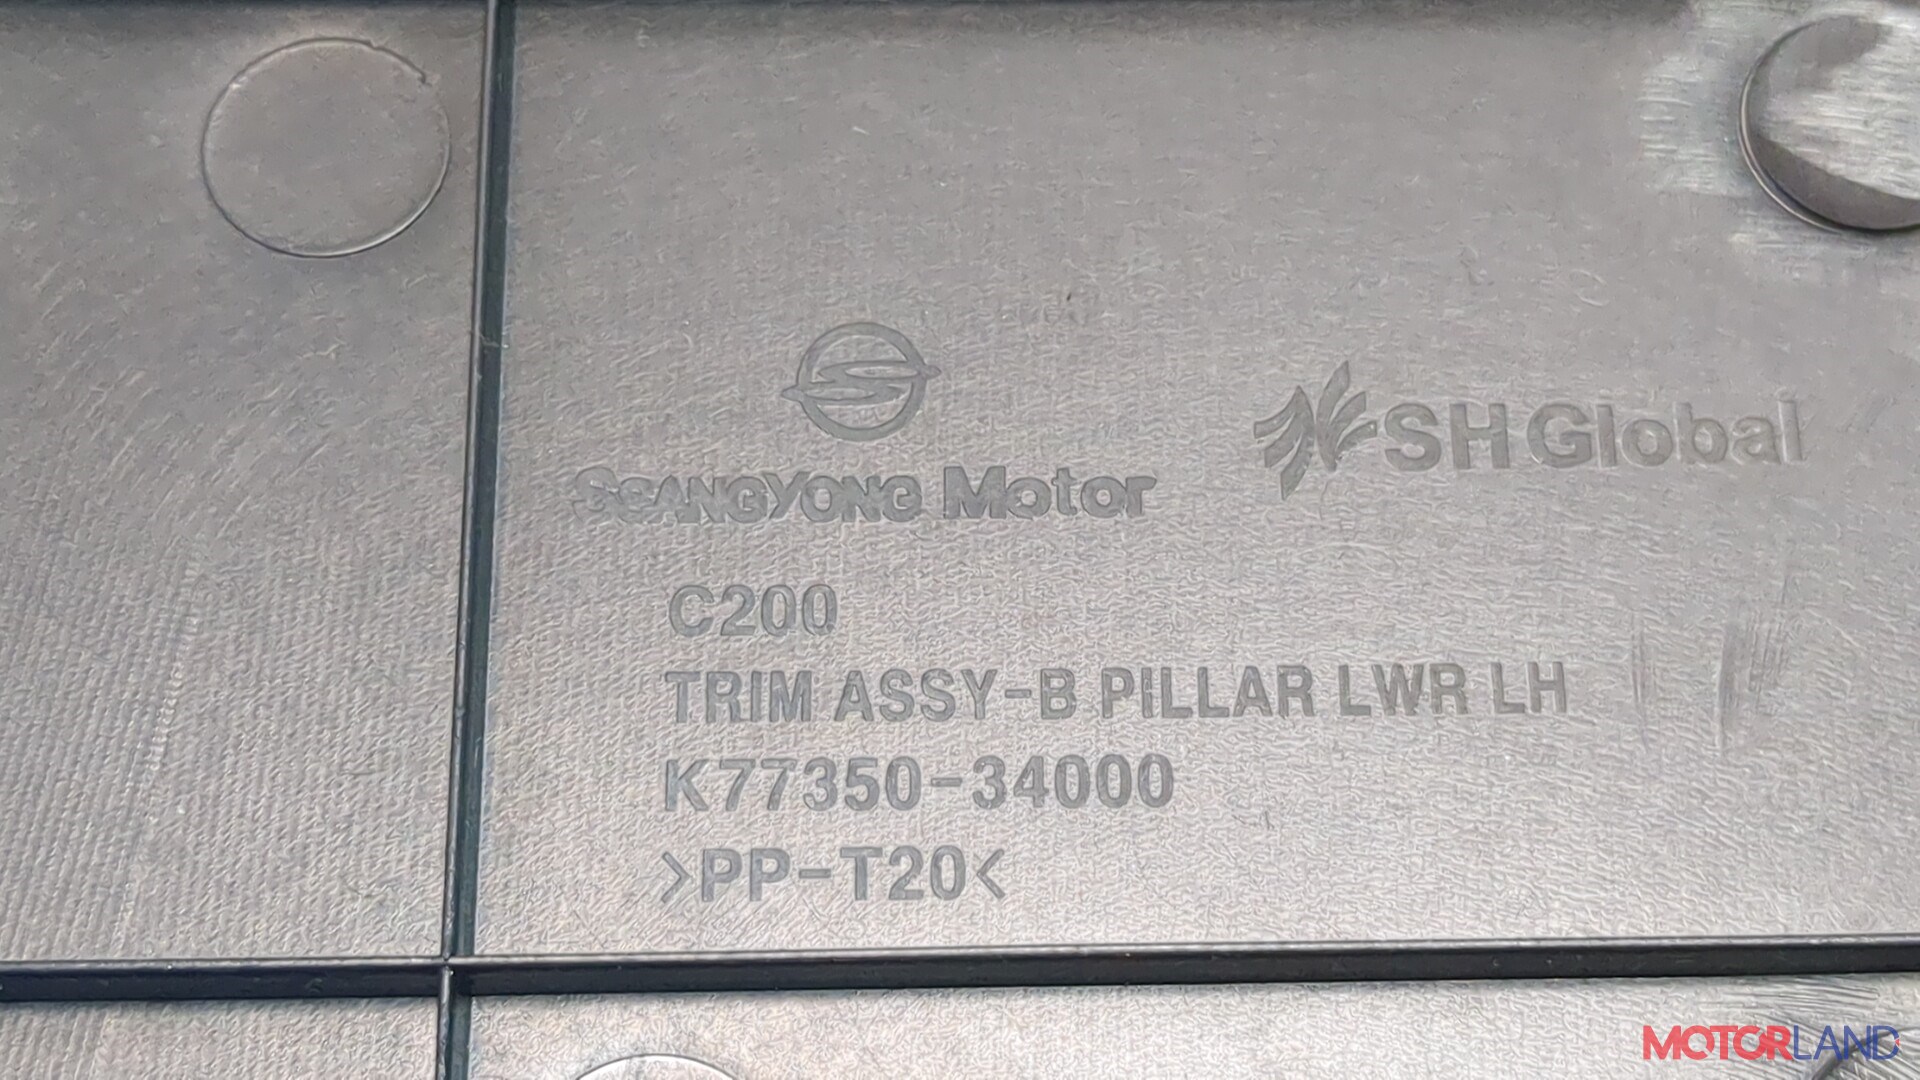 SSANGYONG Motor
SH Global
C200
TRIM ASSY-B PILLAR LWR LH
K77350-34000
>PP-T20<
MOTORLAND